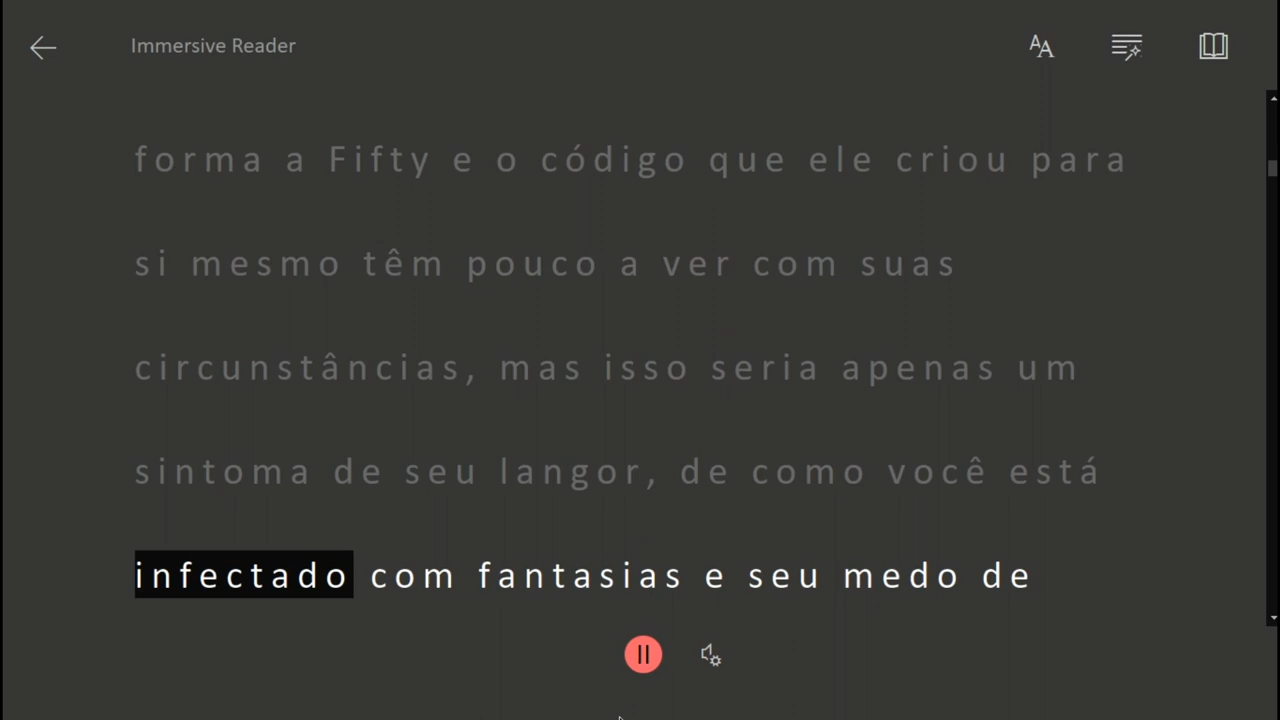 Immersive Reader
forma a Fifty e o código que ele criou para
si mesmo têm pouco a ver com suas
circunstâncias, mas isso seria apenas um
sintoma de seu langor, de como você está
infectado com fantasias e seu medo de